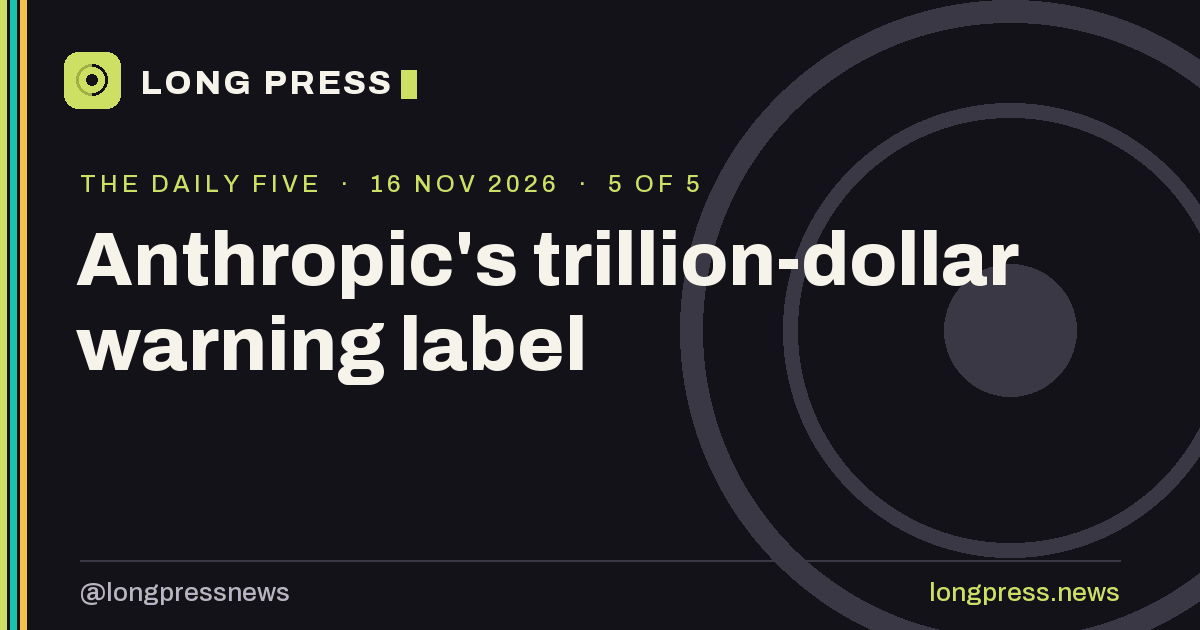 LONG PRESS
THE DAILY FIVE · 16 NOV 2026 · 5 OF 5
Anthropic's trillion-dollar
warning label
@longpressnews
longpress.news